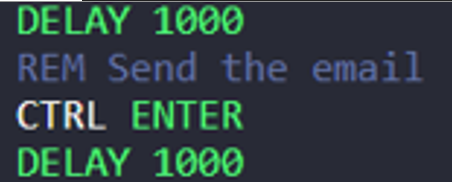 DELAY 1000
REM Send the email
CTRL ENTER
DELAY 1000